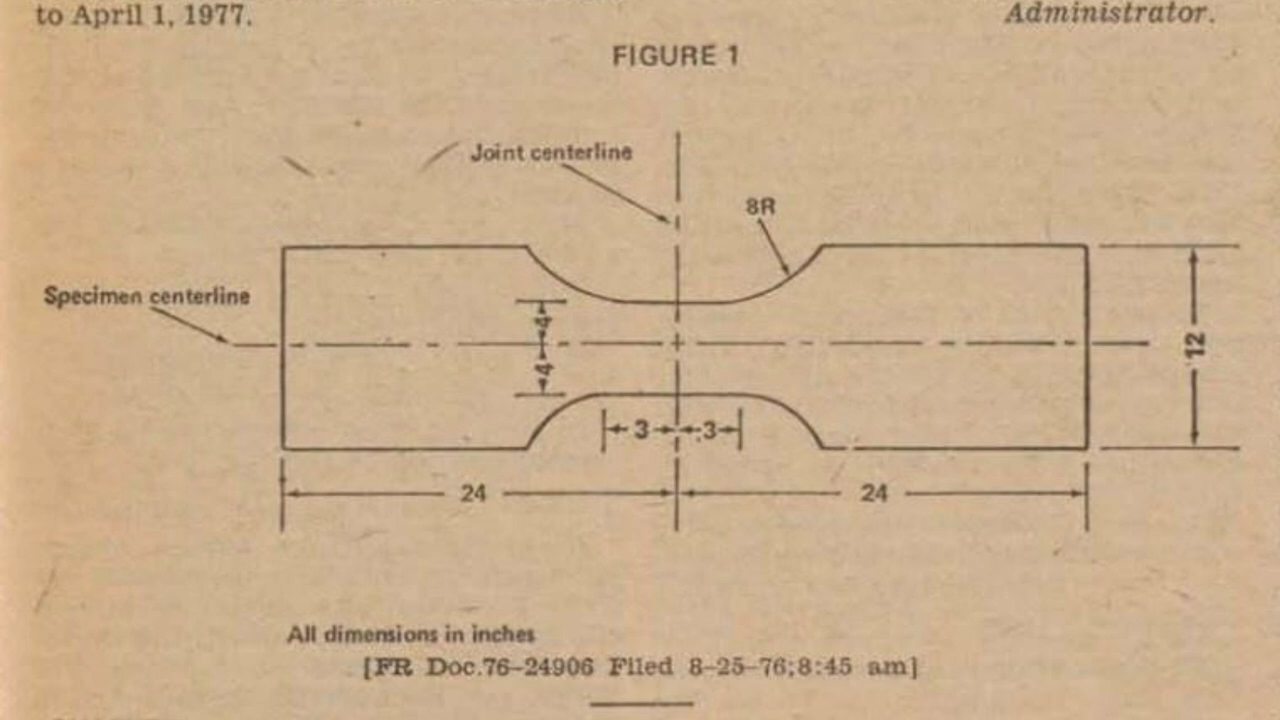 to April 1, 1977.
Administrator.
FIGURE 1
Joint centerline
8R
Specimen centerline
4
4
12
3
3
24
24
All dimensions in inches
[FR Doc.76-24906 Filed 8-25-76;8:45 am]